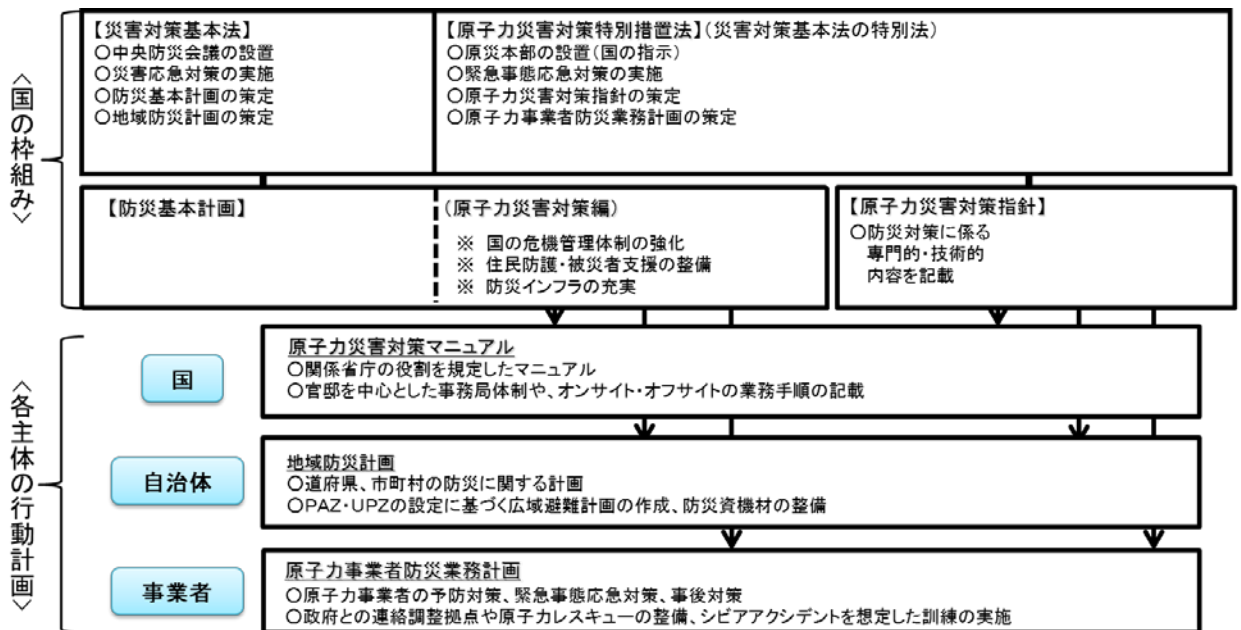 〈国の枠組み〉
【災害対策基本法】
○中央防災会議の設置
○災害応急対策の実施
○防災基本計画の策定
○地域防災計画の策定
【原子力災害対策特別措置法】(災害対策基本法の特別法)
○原災本部の設置(国の指示)
○緊急事態応急対策の実施
○原子力災害対策指針の策定
○原子力事業者防災業務計画の策定
【防災基本計画】
(原子力災害対策編)
※ 国の危機管理体制の強化
※ 住民防護・被災者支援の整備
※ 防災インフラの充実
【原子力災害対策指針】
○防災対策に係る
専門的・技術的
内容を記載
〈各主体の行動計画〉
国
原子力災害対策マニュアル
○関係省庁の役割を規定したマニュアル
○官邸を中心とした事務局体制や、オンサイト・オフサイトの業務手順の記載
自治体
地域防災計画
○道府県、市町村の防災に関する計画
○PAZ・UPZの設定に基づく広域避難計画の作成、防災資機材の整備
事業者
原子力事業者防災業務計画
○原子力事業者の予防対策、緊急事態応急対策、事後対策
○政府との連絡調整拠点や原子力レスキューの整備、シビアアクシデントを想定した訓練の実施